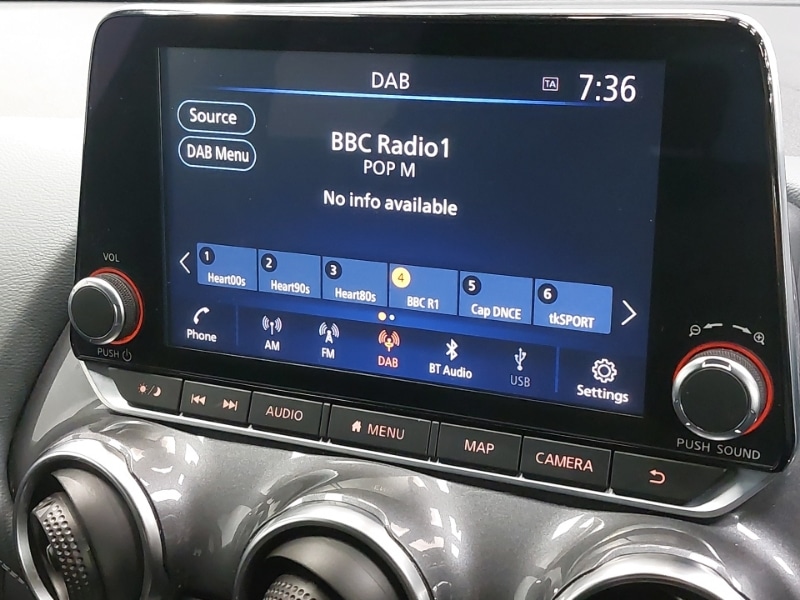 DAB
TA
7:36
Source
DAB Menu
BBC Radio1
POP M
No info available
1 Heart00s
2 Heart90s
3 Heart80s
4 BBC R1
5 Cap DNCE
6 tkSPORT
Phone
AM
FM
DAB
BT Audio
USB
Settings
VOL
PUSH
PUSH SOUND
AUDIO
MENU
MAP
CAMERA